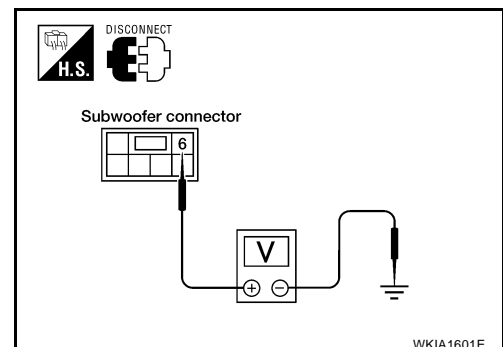 DISCONNECT
H.S.
Subwoofer connector
6
V
+ −
WKIA1601E